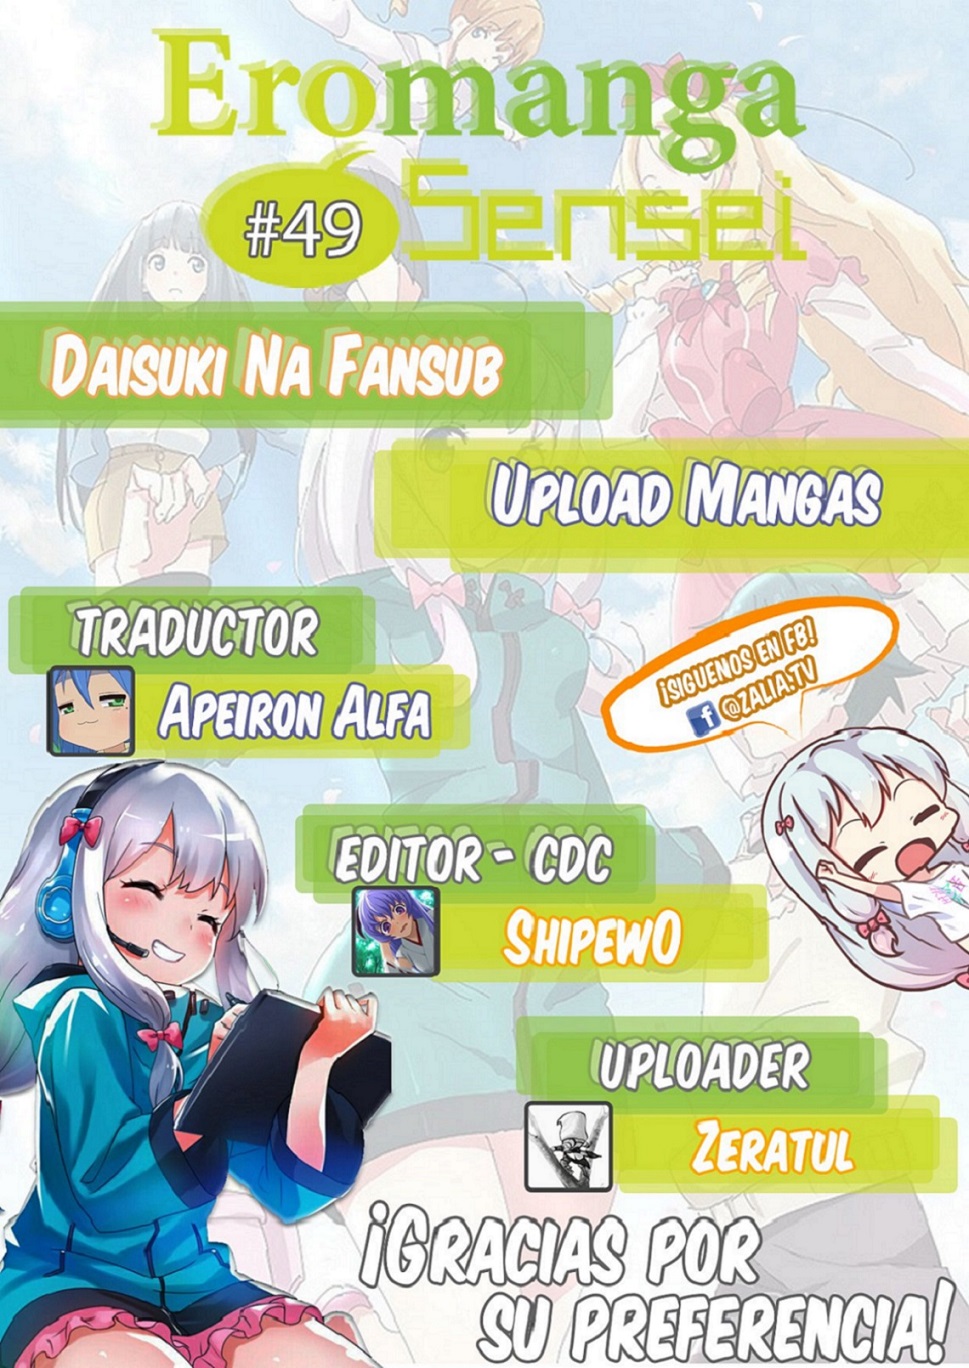 Eromanga
#49 Sensei
DAISUKI NA FANSUB
UPLOAD MANGAS
TRADUCTOR
APEIRON ALFA
¡SIGUENOS EN FB!
f @ZALIA.TV
EDITOR - CDC
SHIPEWO
UPLOADER
ZERATUL
¡GRACIAS POR
SU PREFERENCIA!